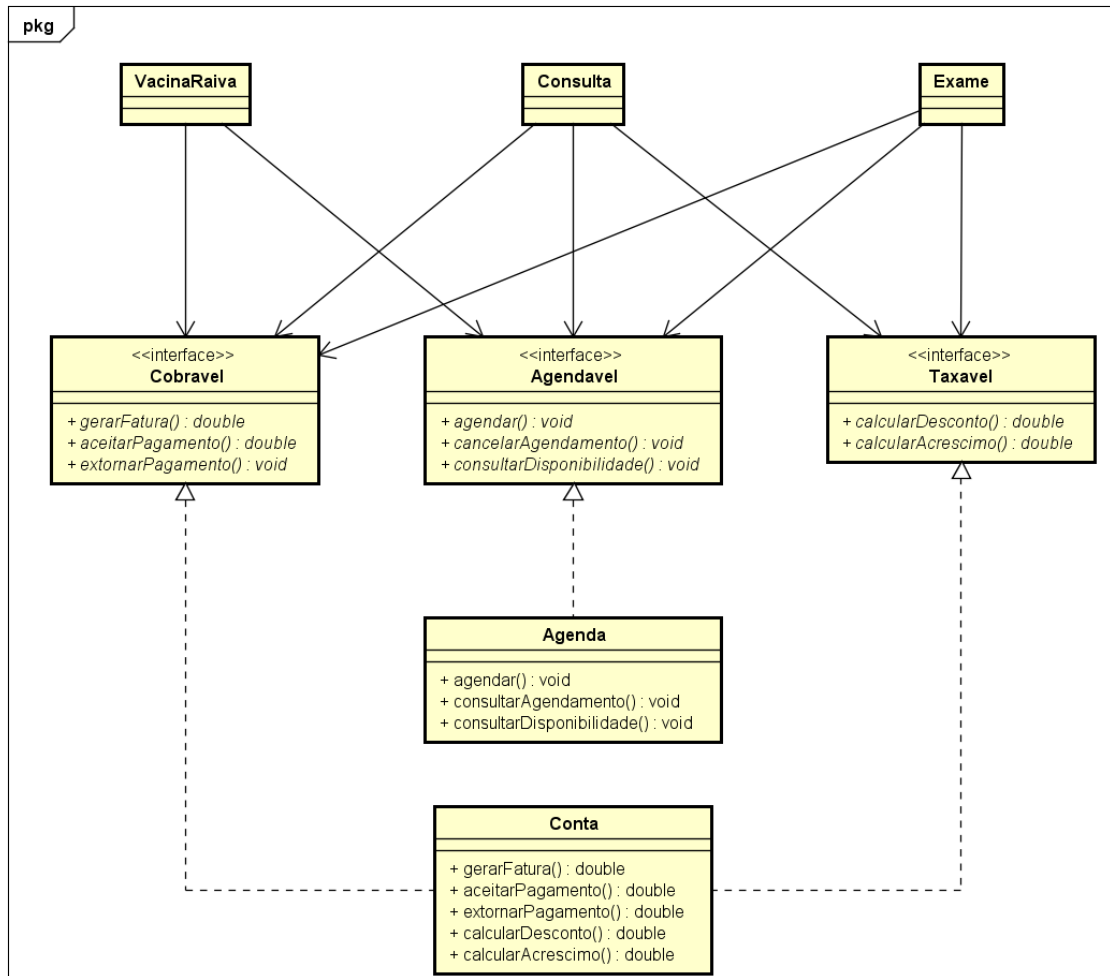 pkg
VacinaRaiva
Consulta
Exame
<<interface>>
Cobravel
+ gerarFatura() : double
+ aceitarPagamento() : double
+ extornarPagamento() : void
<<interface>>
Agendavel
+ agendar() : void
+ cancelarAgendamento() : void
+ consultarDisponibilidade() : void
<<interface>>
Taxavel
+ calcularDesconto() : double
+ calcularAcrescimo() : double
Agenda
+ agendar() : void
+ consultarAgendamento() : void
+ consultarDisponibilidade() : void
Conta
+ gerarFatura() : double
+ aceitarPagamento() : double
+ extornarPagamento() : double
+ calcularDesconto() : double
+ calcularAcrescimo() : double